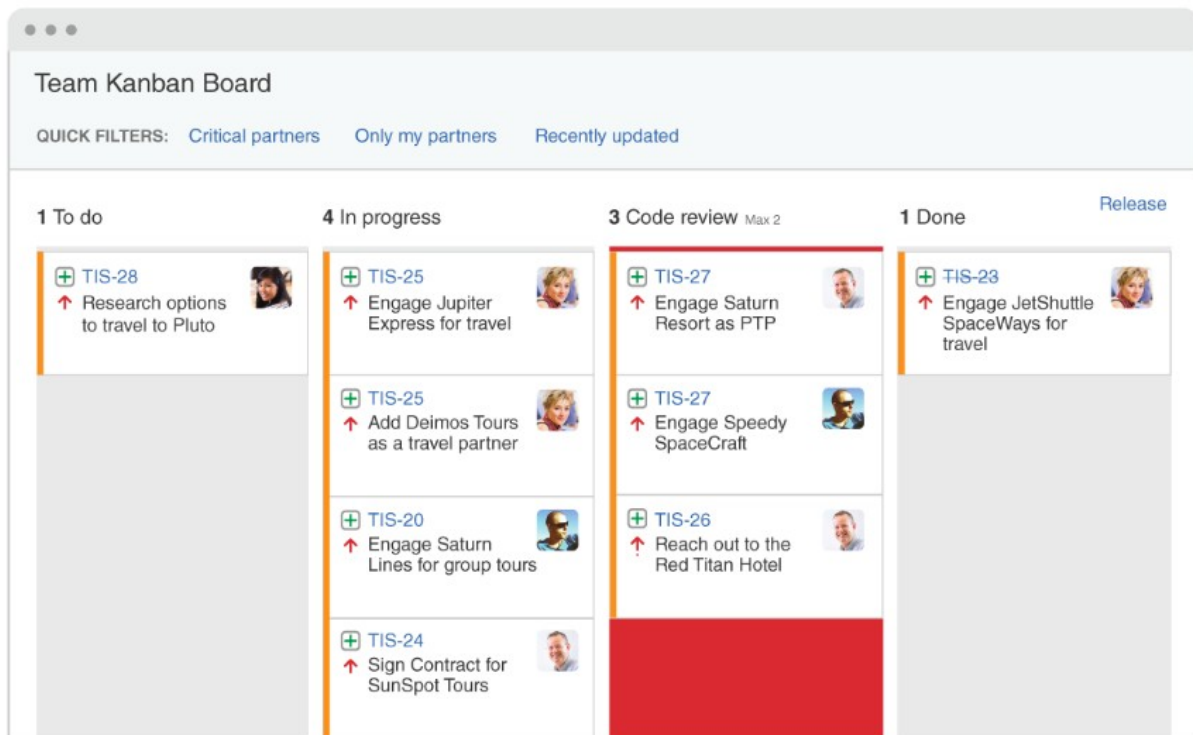 Team Kanban Board
QUICK FILTERS: Critical partners Only my partners Recently updated
Release
1 To do
TIS-28
Research options
to travel to Pluto
4 In progress
TIS-25
Engage Jupiter
Express for travel
TIS-25
Add Deimos Tours
as a travel partner
TIS-20
Engage Saturn
Lines for group tours
TIS-24
Sign Contract for
SunSpot Tours
3 Code review Max 2
TIS-27
Engage Saturn
Resort as PTP
TIS-27
Engage Speedy
SpaceCraft
TIS-26
Reach out to the
Red Titan Hotel
1 Done
TIS-23
Engage JetShuttle
SpaceWays for
travel